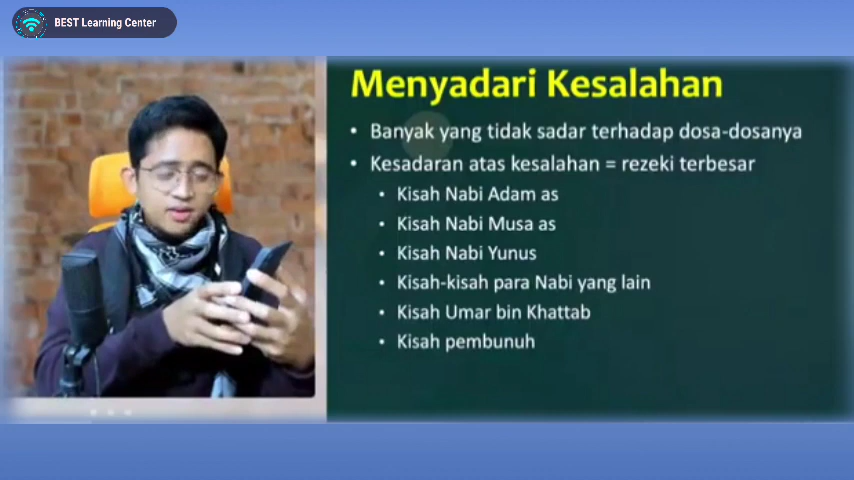 BEST Learning Center
Menyadari Kesalahan
• Banyak yang tidak sadar terhadap dosa-dosanya
• Kesadaran atas kesalahan = rezeki terbesar
• Kisah Nabi Adam as
• Kisah Nabi Musa as
• Kisah Nabi Yunus
• Kisah-kisah para Nabi yang lain
• Kisah Umar bin Khattab
• Kisah pembunuh